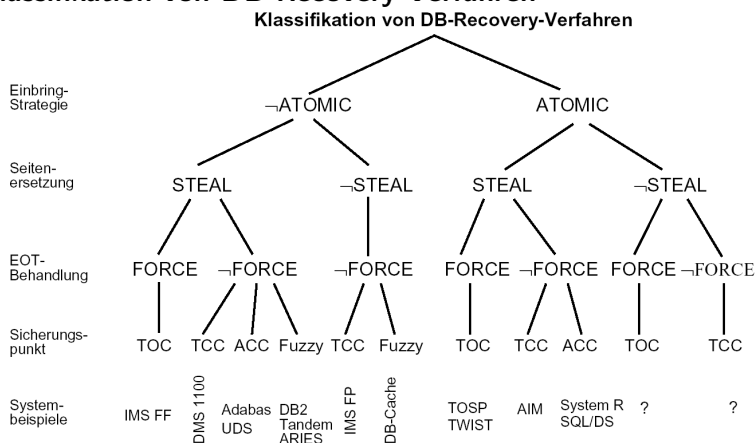 Klassifikation von DB-Recovery-Verfahren
Einbring-
Strategie
¬ATOMIC ATOMIC
Seiten-
ersetzung
STEAL ¬STEAL STEAL ¬STEAL
EOT-
Behandlung
FORCE ¬FORCE ¬FORCE FORCE ¬FORCE FORCE ¬FORCE
Sicherungs-
punkt
TOC TCC ACC Fuzzy TCC Fuzzy TOC TCC ACC TOC TCC
System-
beispiele
IMS FF
DMS 1100
Adabas
UDS
DB2
Tandem
ARIES
IMS FP
DB-Cache
TOSP
TWIST
AIM
System R
SQL/DS
?
?